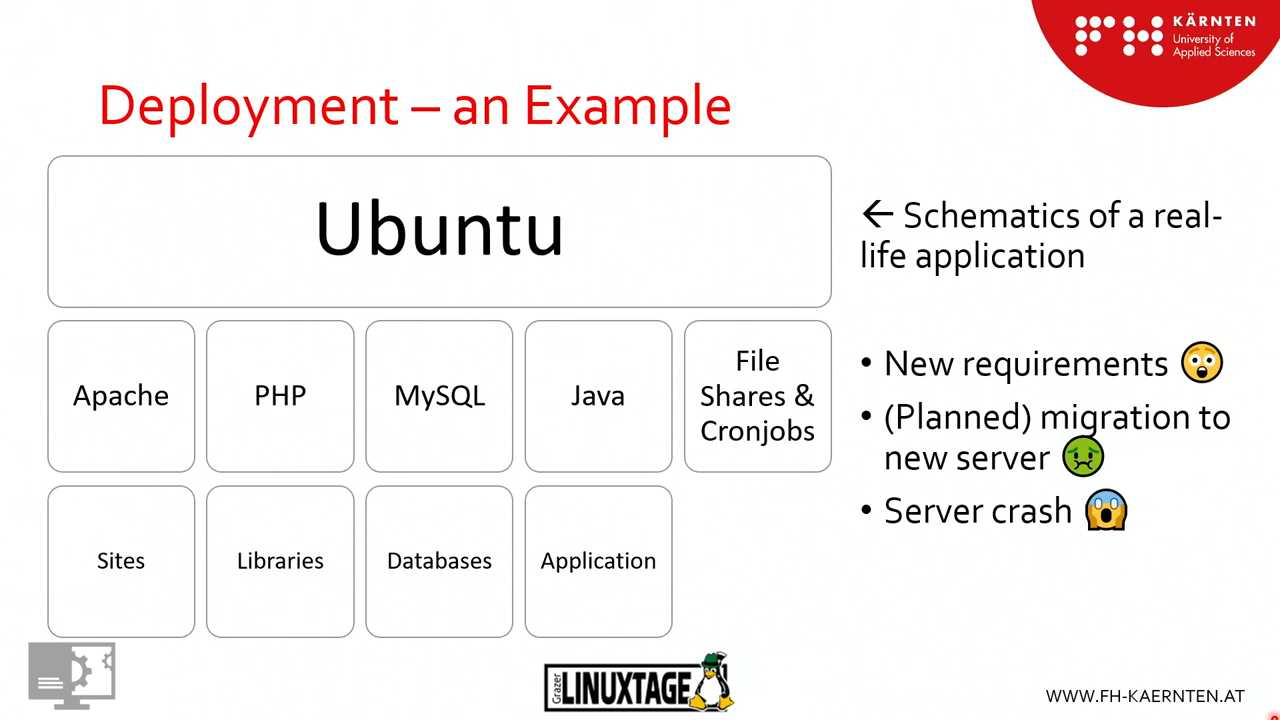 KÄRNTEN
University of
Applied Sciences
Deployment – an Example
Ubuntu
← Schematics of a real-
life application
Apache
PHP
MySQL
Java
File
Shares &
Cronjobs
• New requirements 😲
• (Planned) migration to
new server 🤢
• Server crash 😱
Sites
Libraries
Databases
Application
Grazer
LINUXTAGE
WWW.FH-KAERNTEN.AT